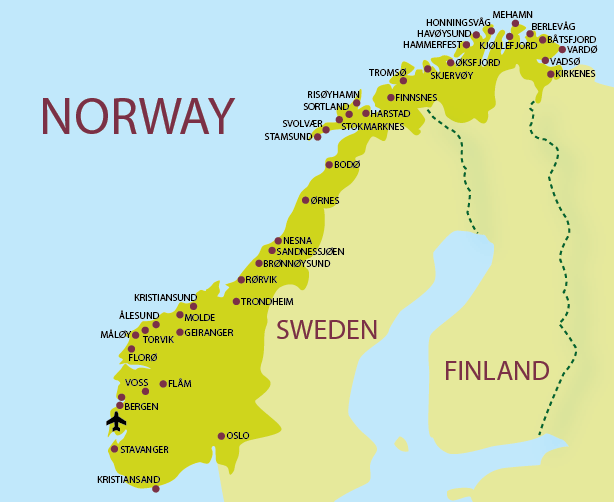 MEHAMN
HONNINGSVÅG
BERLEVÅG
HAVØYSUND
BÅTSFJORD
HAMMERFEST
KJØLLEFJORD
VARDØ
ØKSFJORD
VADSØ
TROMSØ
SKJERVØY
KIRKENES
RISØYHAMN
FINNSNES
NORWAY
SORTLAND
HARSTAD
SVOLVÆR
STOKMARKNES
STAMSUND
BODØ
ØRNES
NESNA
SANDNESSJØEN
BRØNNØYSUND
RØRVIK
KRISTIANSUND
TRONDHEIM
ÅLESUND
MOLDE
MÅLØY
TORVIK
GEIRANGER
SWEDEN
FLORØ
FINLAND
VOSS
FLÅM
BERGEN
OSLO
STAVANGER
KRISTIANSAND